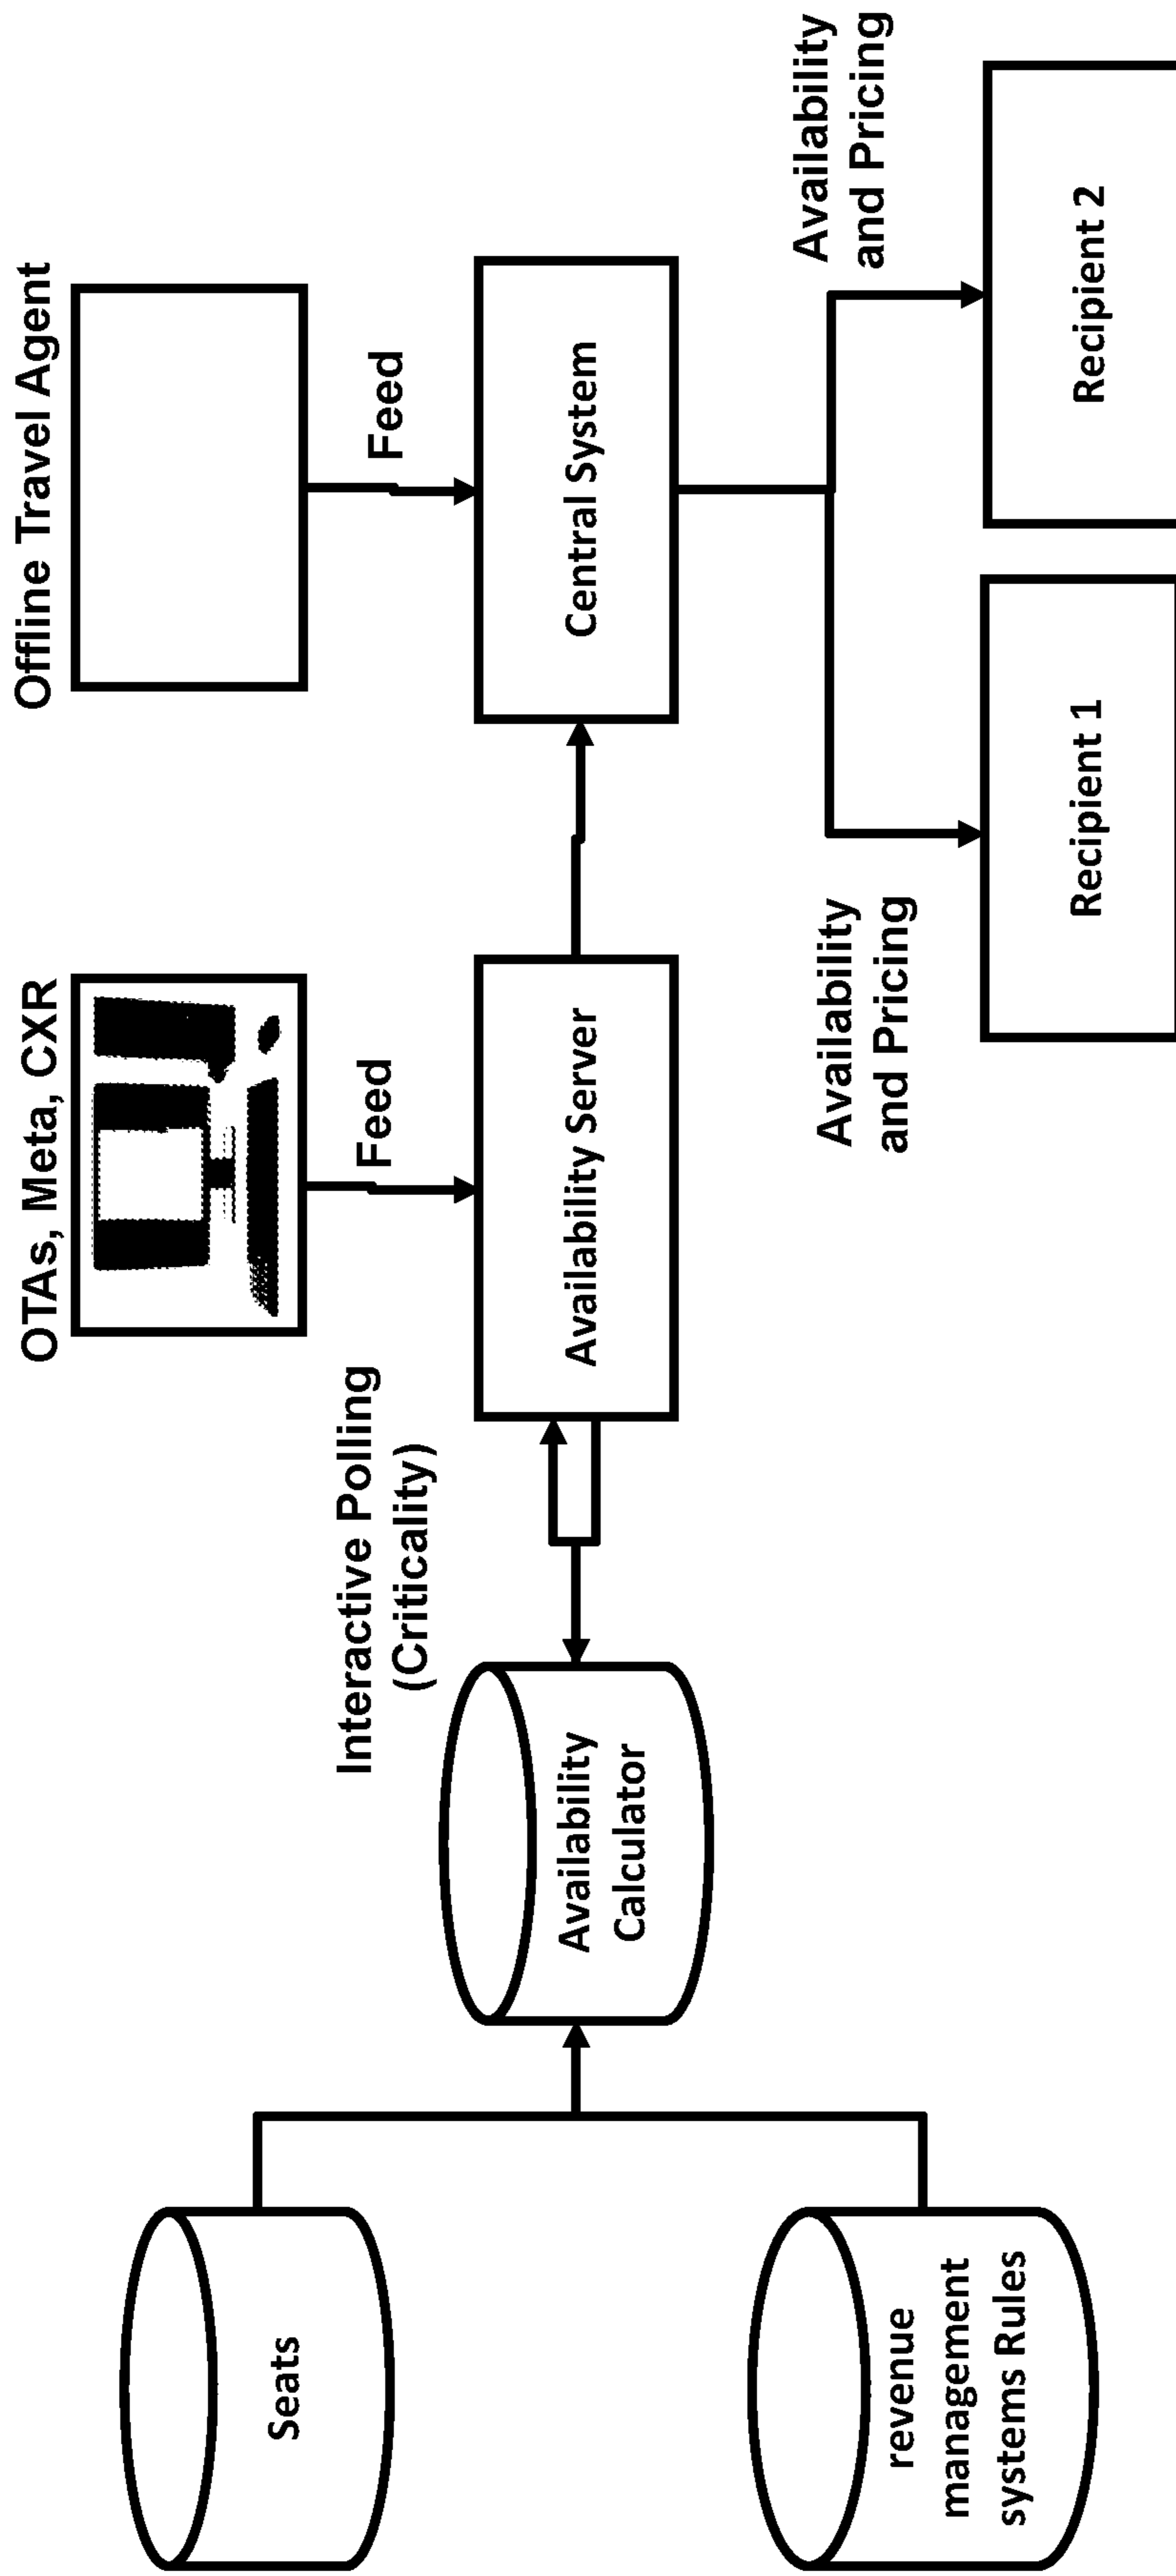 OTAs, Meta, CXR
Offline Travel Agent
Feed
Feed
Interactive Polling
(Criticality)
Seats
Availability
Calculator
Availability Server
Central System
revenue
management
systems Rules
Availability
and Pricing
Availability
and Pricing
Recipient 1
Recipient 2